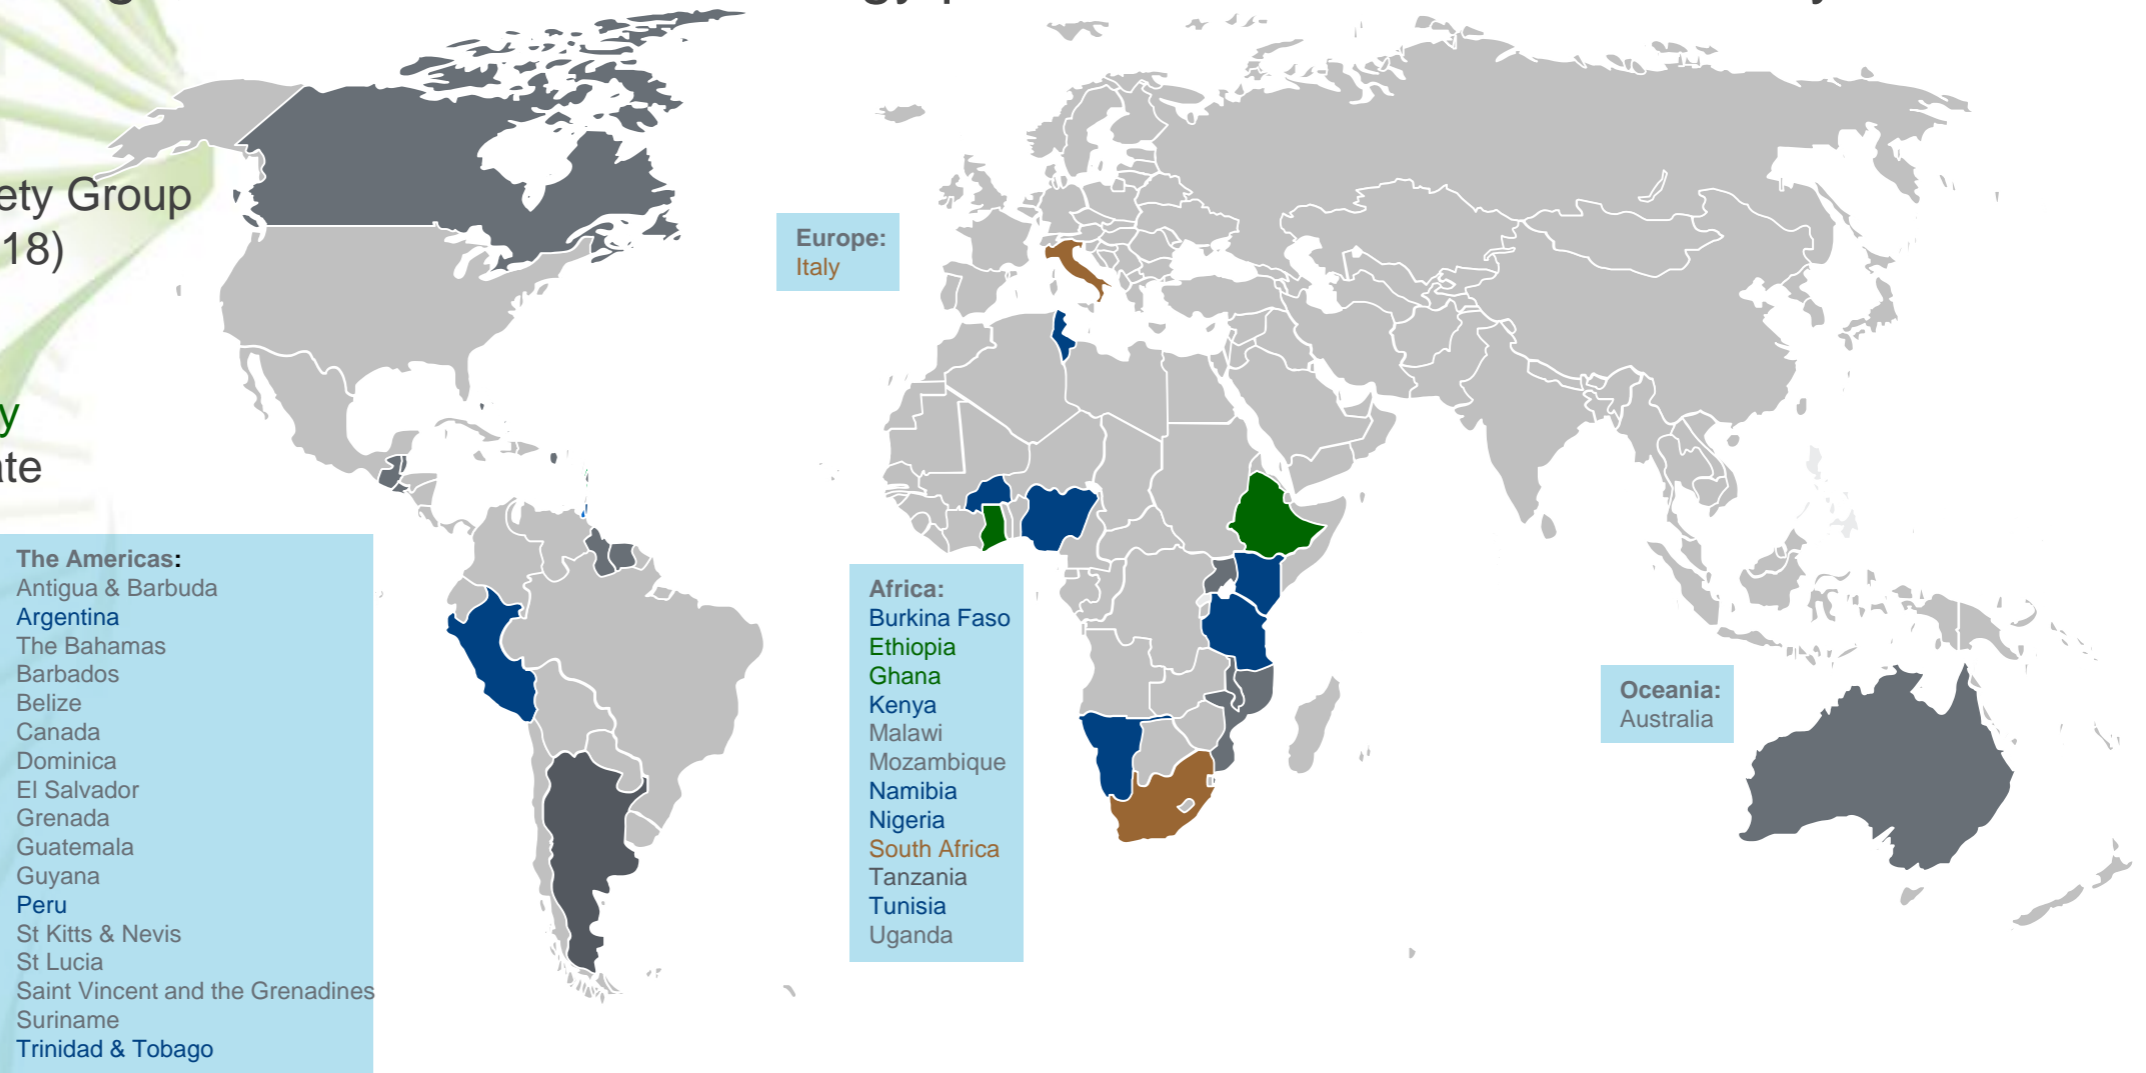 Group
18)
Europe:
Italy
The Americas:
Antigua & Barbuda
Argentina
The Bahamas
Barbados
Belize
Canada
Dominica
El Salvador
Grenada
Guatemala
Guyana
Peru
St Kitts & Nevis
St Lucia
Saint Vincent and the Grenadines
Suriname
Trinidad & Tobago
Africa:
Burkina Faso
Ethiopia
Ghana
Kenya
Malawi
Mozambique
Namibia
Nigeria
South Africa
Tanzania
Tunisia
Uganda
Oceania:
Australia